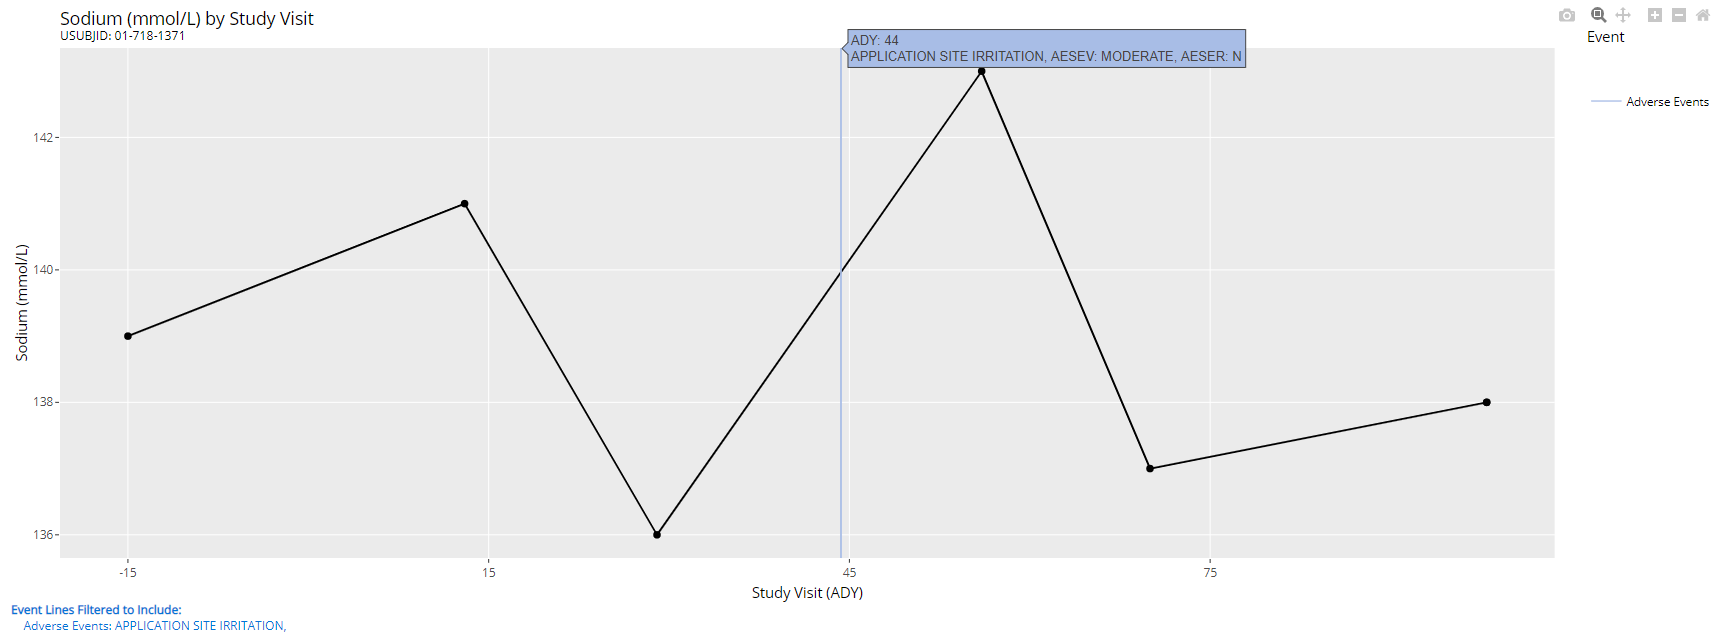 Sodium (mmol/L) by Study Visit
USUBJID: 01-718-1371
ADY: 44
APPLICATION SITE IRRITATION, AESEV: MODERATE, AESER: N
Event
Adverse Events
Sodium (mmol/L)
142
140
138
136
-15
15
45
75
Study Visit (ADY)
Event Lines Filtered to Include:
Adverse Events: APPLICATION SITE IRRITATION,